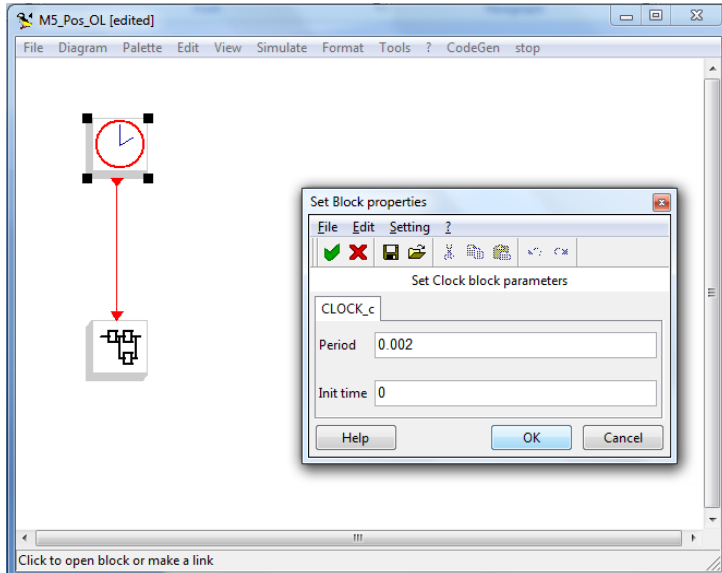 M5_Pos_OL [edited]
File Diagram Palette Edit View Simulate Format Tools ? CodeGen stop
Set Block properties
File Edit Setting ?
Set Clock block parameters
CLOCK_c
Period 0.002
Init time 0
Help OK Cancel
Click to open block or make a link